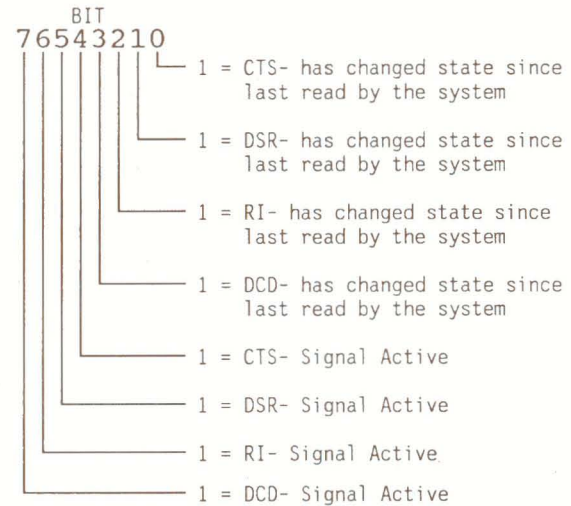 BIT
76543210
1 = CTS- has changed state since
last read by the system
1 = DSR- has changed state since
last read by the system
1 = RI- has changed state since
last read by the system
1 = DCD- has changed state since
last read by the system
1 = CTS- Signal Active
1 = DSR- Signal Active
1 = RI- Signal Active
1 = DCD- Signal Active